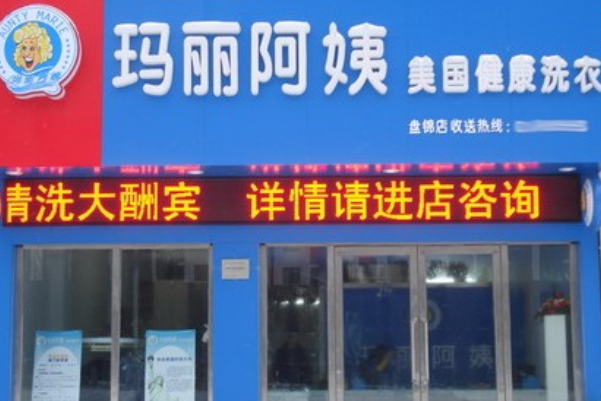 AUNTY MARIE
玛丽阿姨
美国健康洗衣
盘锦店收送热线：
清洗大酬宾 详情请进店咨询
玛丽阿姨